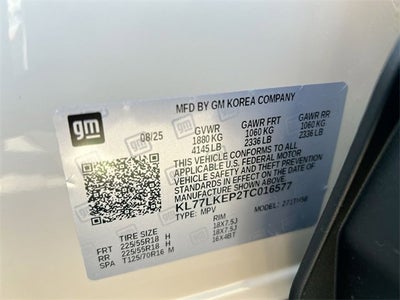 gm
MFD BY GM KOREA COMPANY
08/25 GVWR GAWR FRT GAWR RR
1880 KG 1060 KG 1060 KG
4145 LB 2336 LB 2336 LB
THIS VEHICLE CONFORMS TO ALL
APPLICABLE U.S. FEDERAL MOTOR
VEHICLE SAFETY AND THEFT PREVENTION
STANDARDS IN EFFECT ON THE DATE OF
MANUFACTURE SHOWN ABOVE.
KL77LKEP2TC016577
TYPE: MPV
TIRE SIZE RIM
FRT 225/55R18 H 18X7.5J
RR 225/55R18 H 18X7.5J
SPA T125/70R16 M 16X4BT